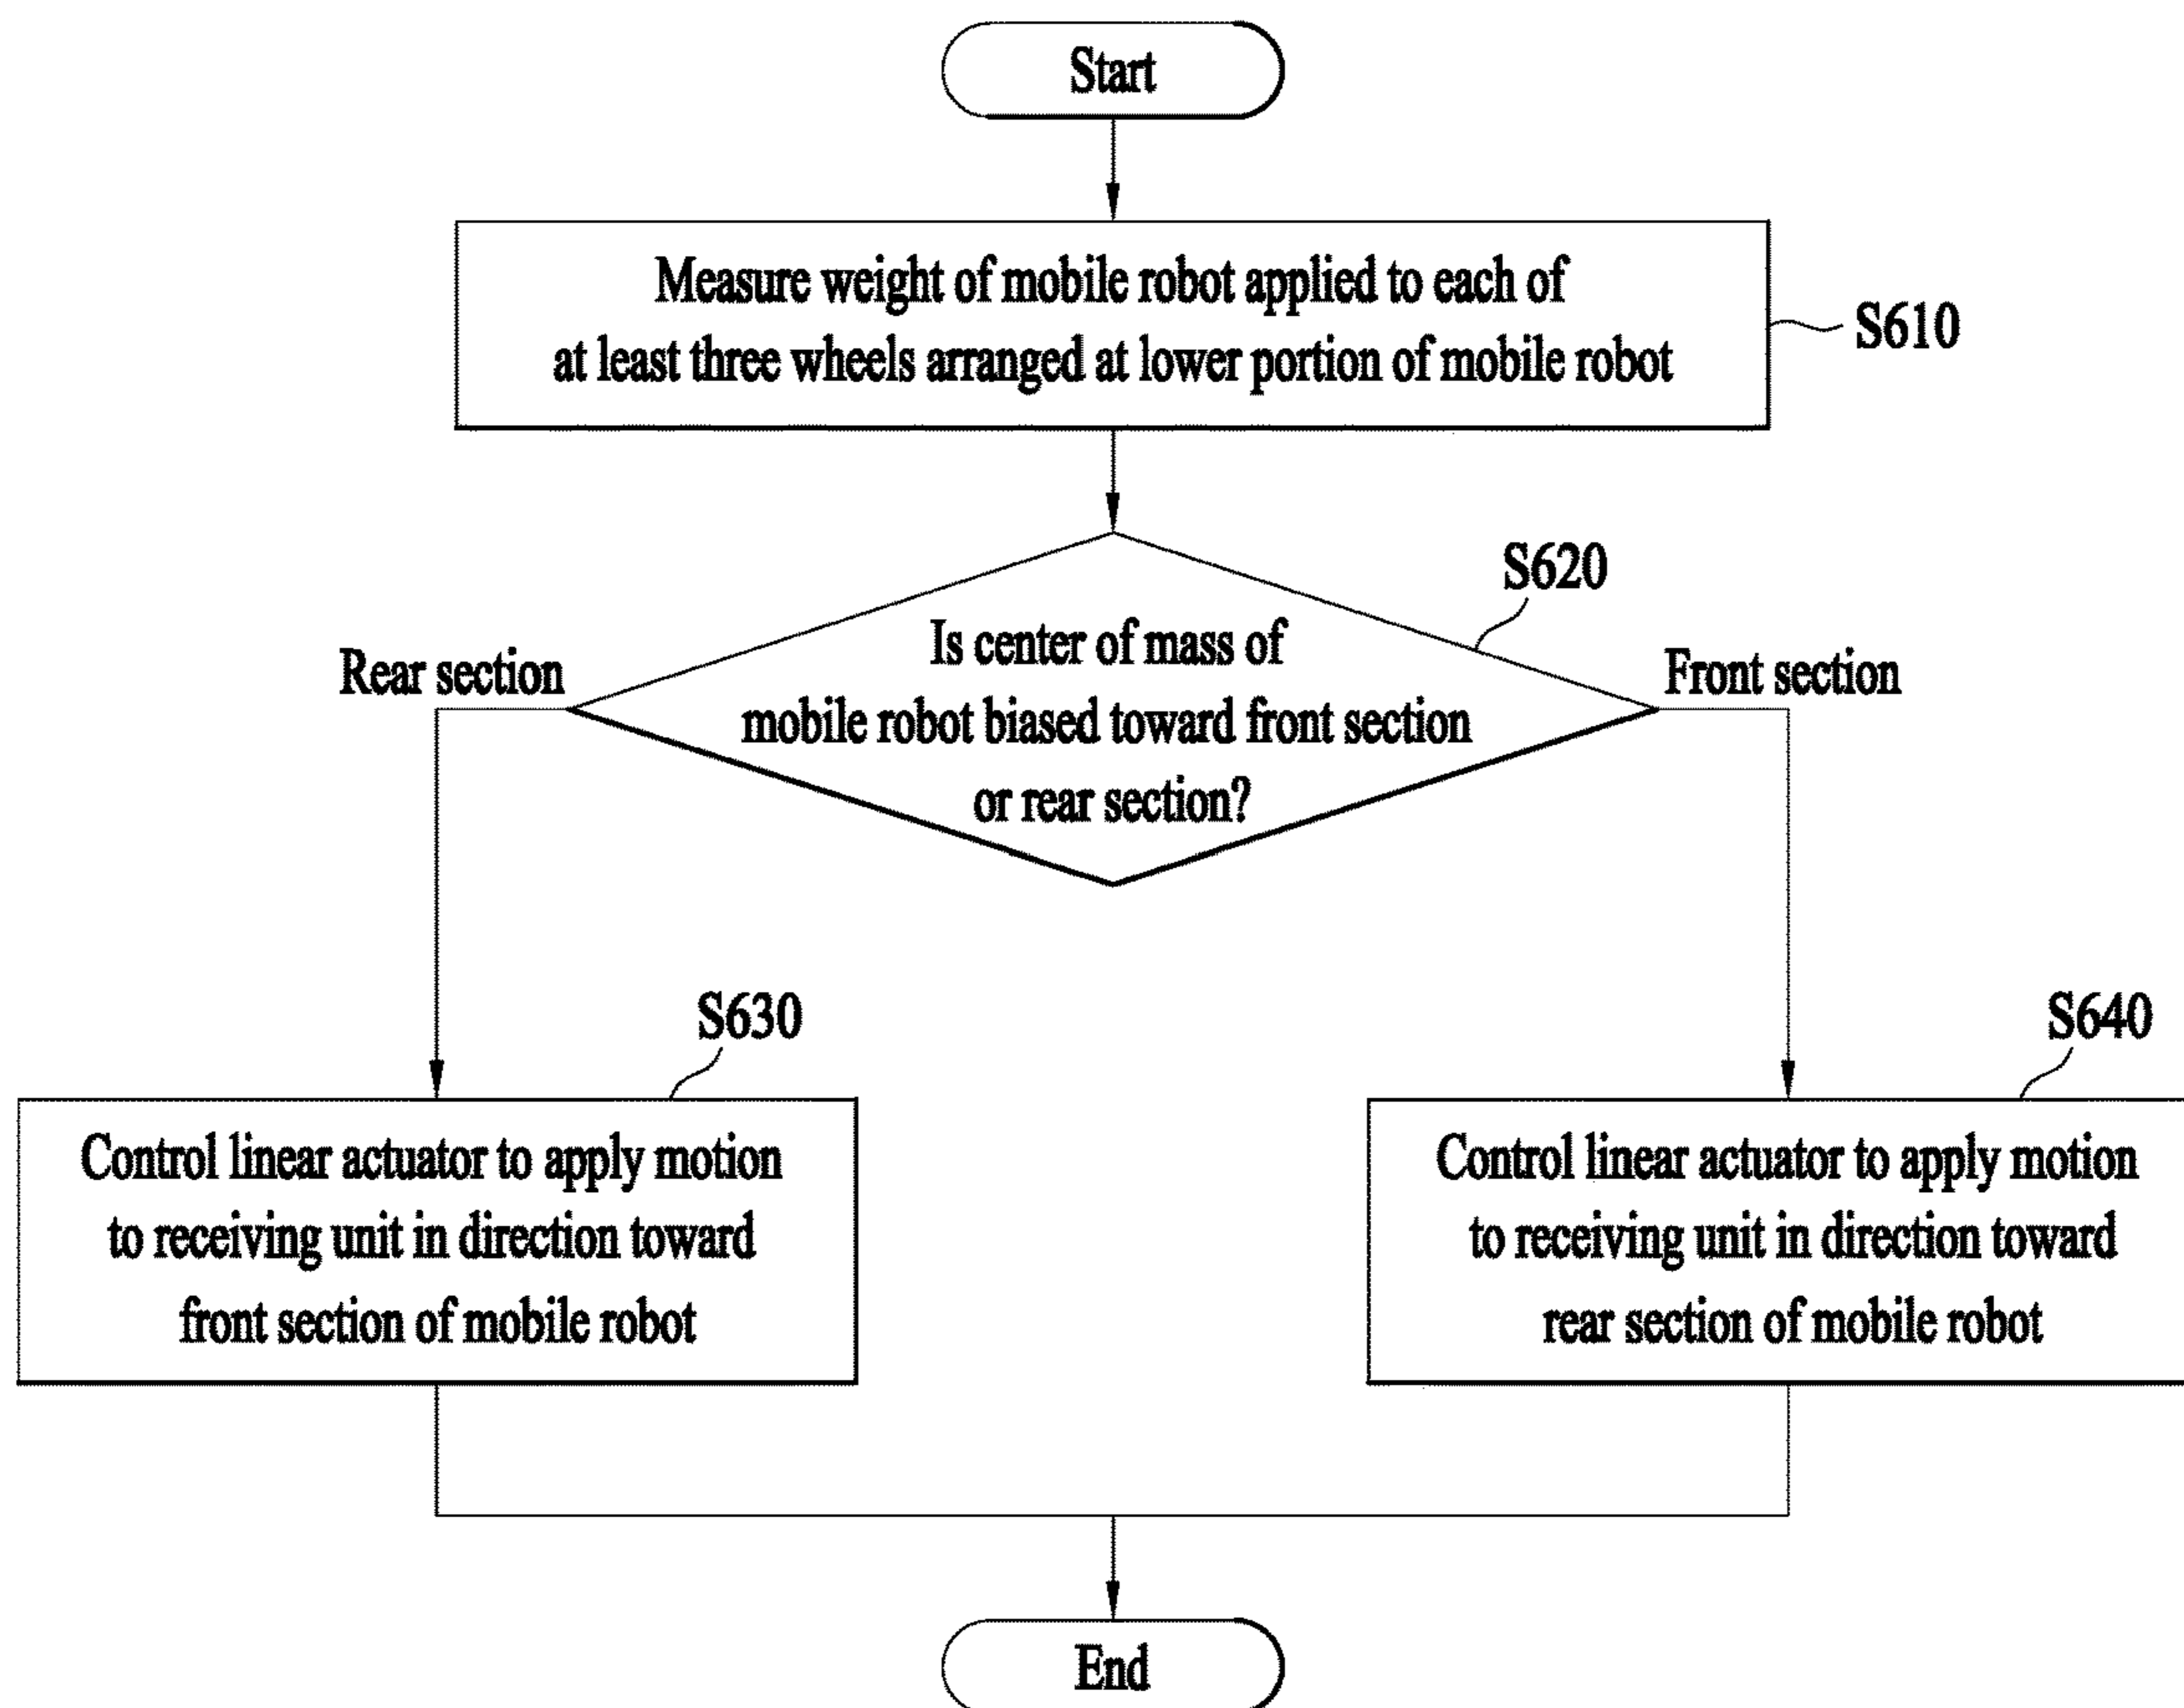 Start
Measure weight of mobile robot applied to each of
at least three wheels arranged at lower portion of mobile robot
S610
S620
Is center of mass of
mobile robot biased toward front section
or rear section?
Rear section
Front section
S630
Control linear actuator to apply motion
to receiving unit in direction toward
front section of mobile robot
S640
Control linear actuator to apply motion
to receiving unit in direction toward
rear section of mobile robot
End